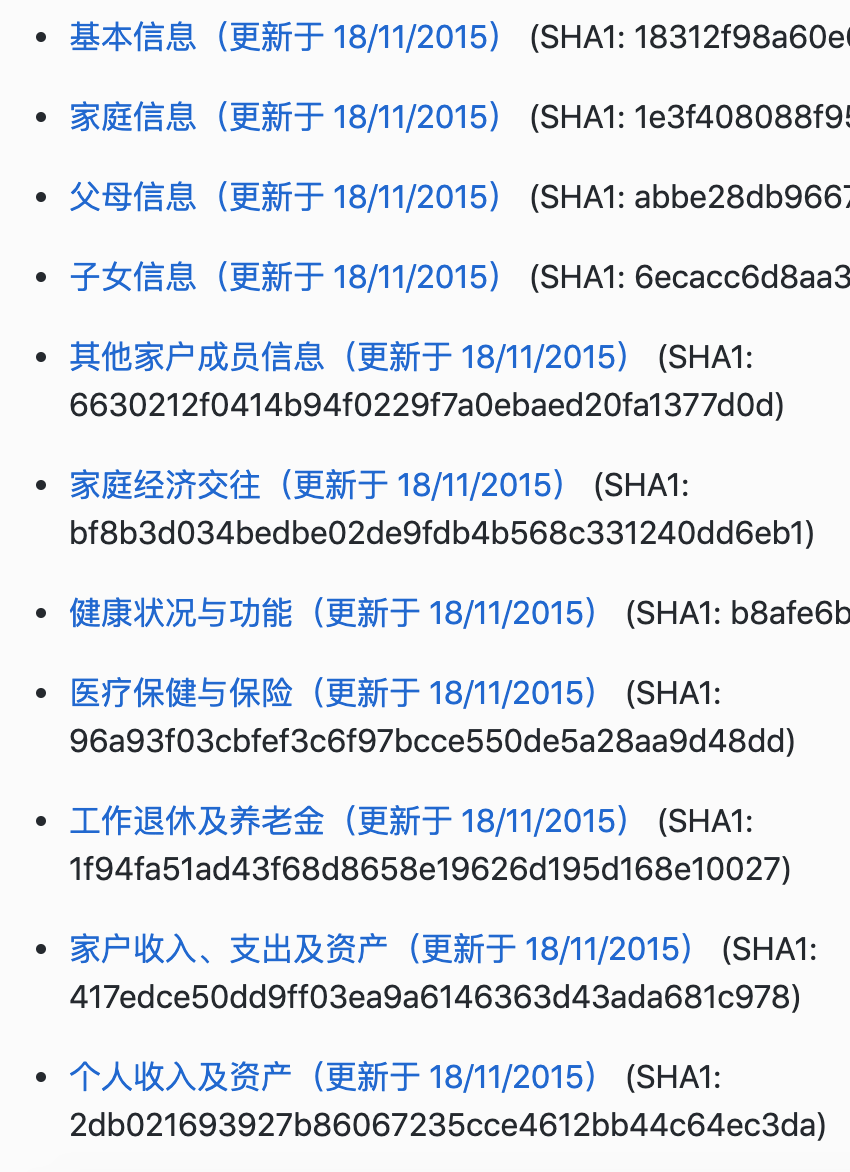 基本信息（更新于 18/11/2015） (SHA1: 18312f98a60e
家庭信息（更新于 18/11/2015） (SHA1: 1e3f408088f95
父母信息（更新于 18/11/2015） (SHA1: abbe28db9667
子女信息（更新于 18/11/2015） (SHA1: 6ecacc6d8aa3
其他家户成员信息（更新于 18/11/2015） (SHA1:
6630212f0414b94f0229f7a0ebaed20fa1377d0d)
家庭经济交往（更新于 18/11/2015） (SHA1:
bf8b3d034bedbe02de9fdb4b568c331240dd6eb1)
健康状况与功能（更新于 18/11/2015） (SHA1: b8afe6b
医疗保健与保险（更新于 18/11/2015） (SHA1:
96a93f03cbfef3c6f97bcce550de5a28aa9d48dd)
工作退休及养老金（更新于 18/11/2015） (SHA1:
1f94fa51ad43f68d8658e19626d195d168e10027)
家户收入、支出及资产（更新于 18/11/2015） (SHA1:
417edce50dd9ff03ea9a6146363d43ada681c978)
个人收入及资产（更新于 18/11/2015） (SHA1:
2db021693927b86067235cce4612bb44c64ec3da)